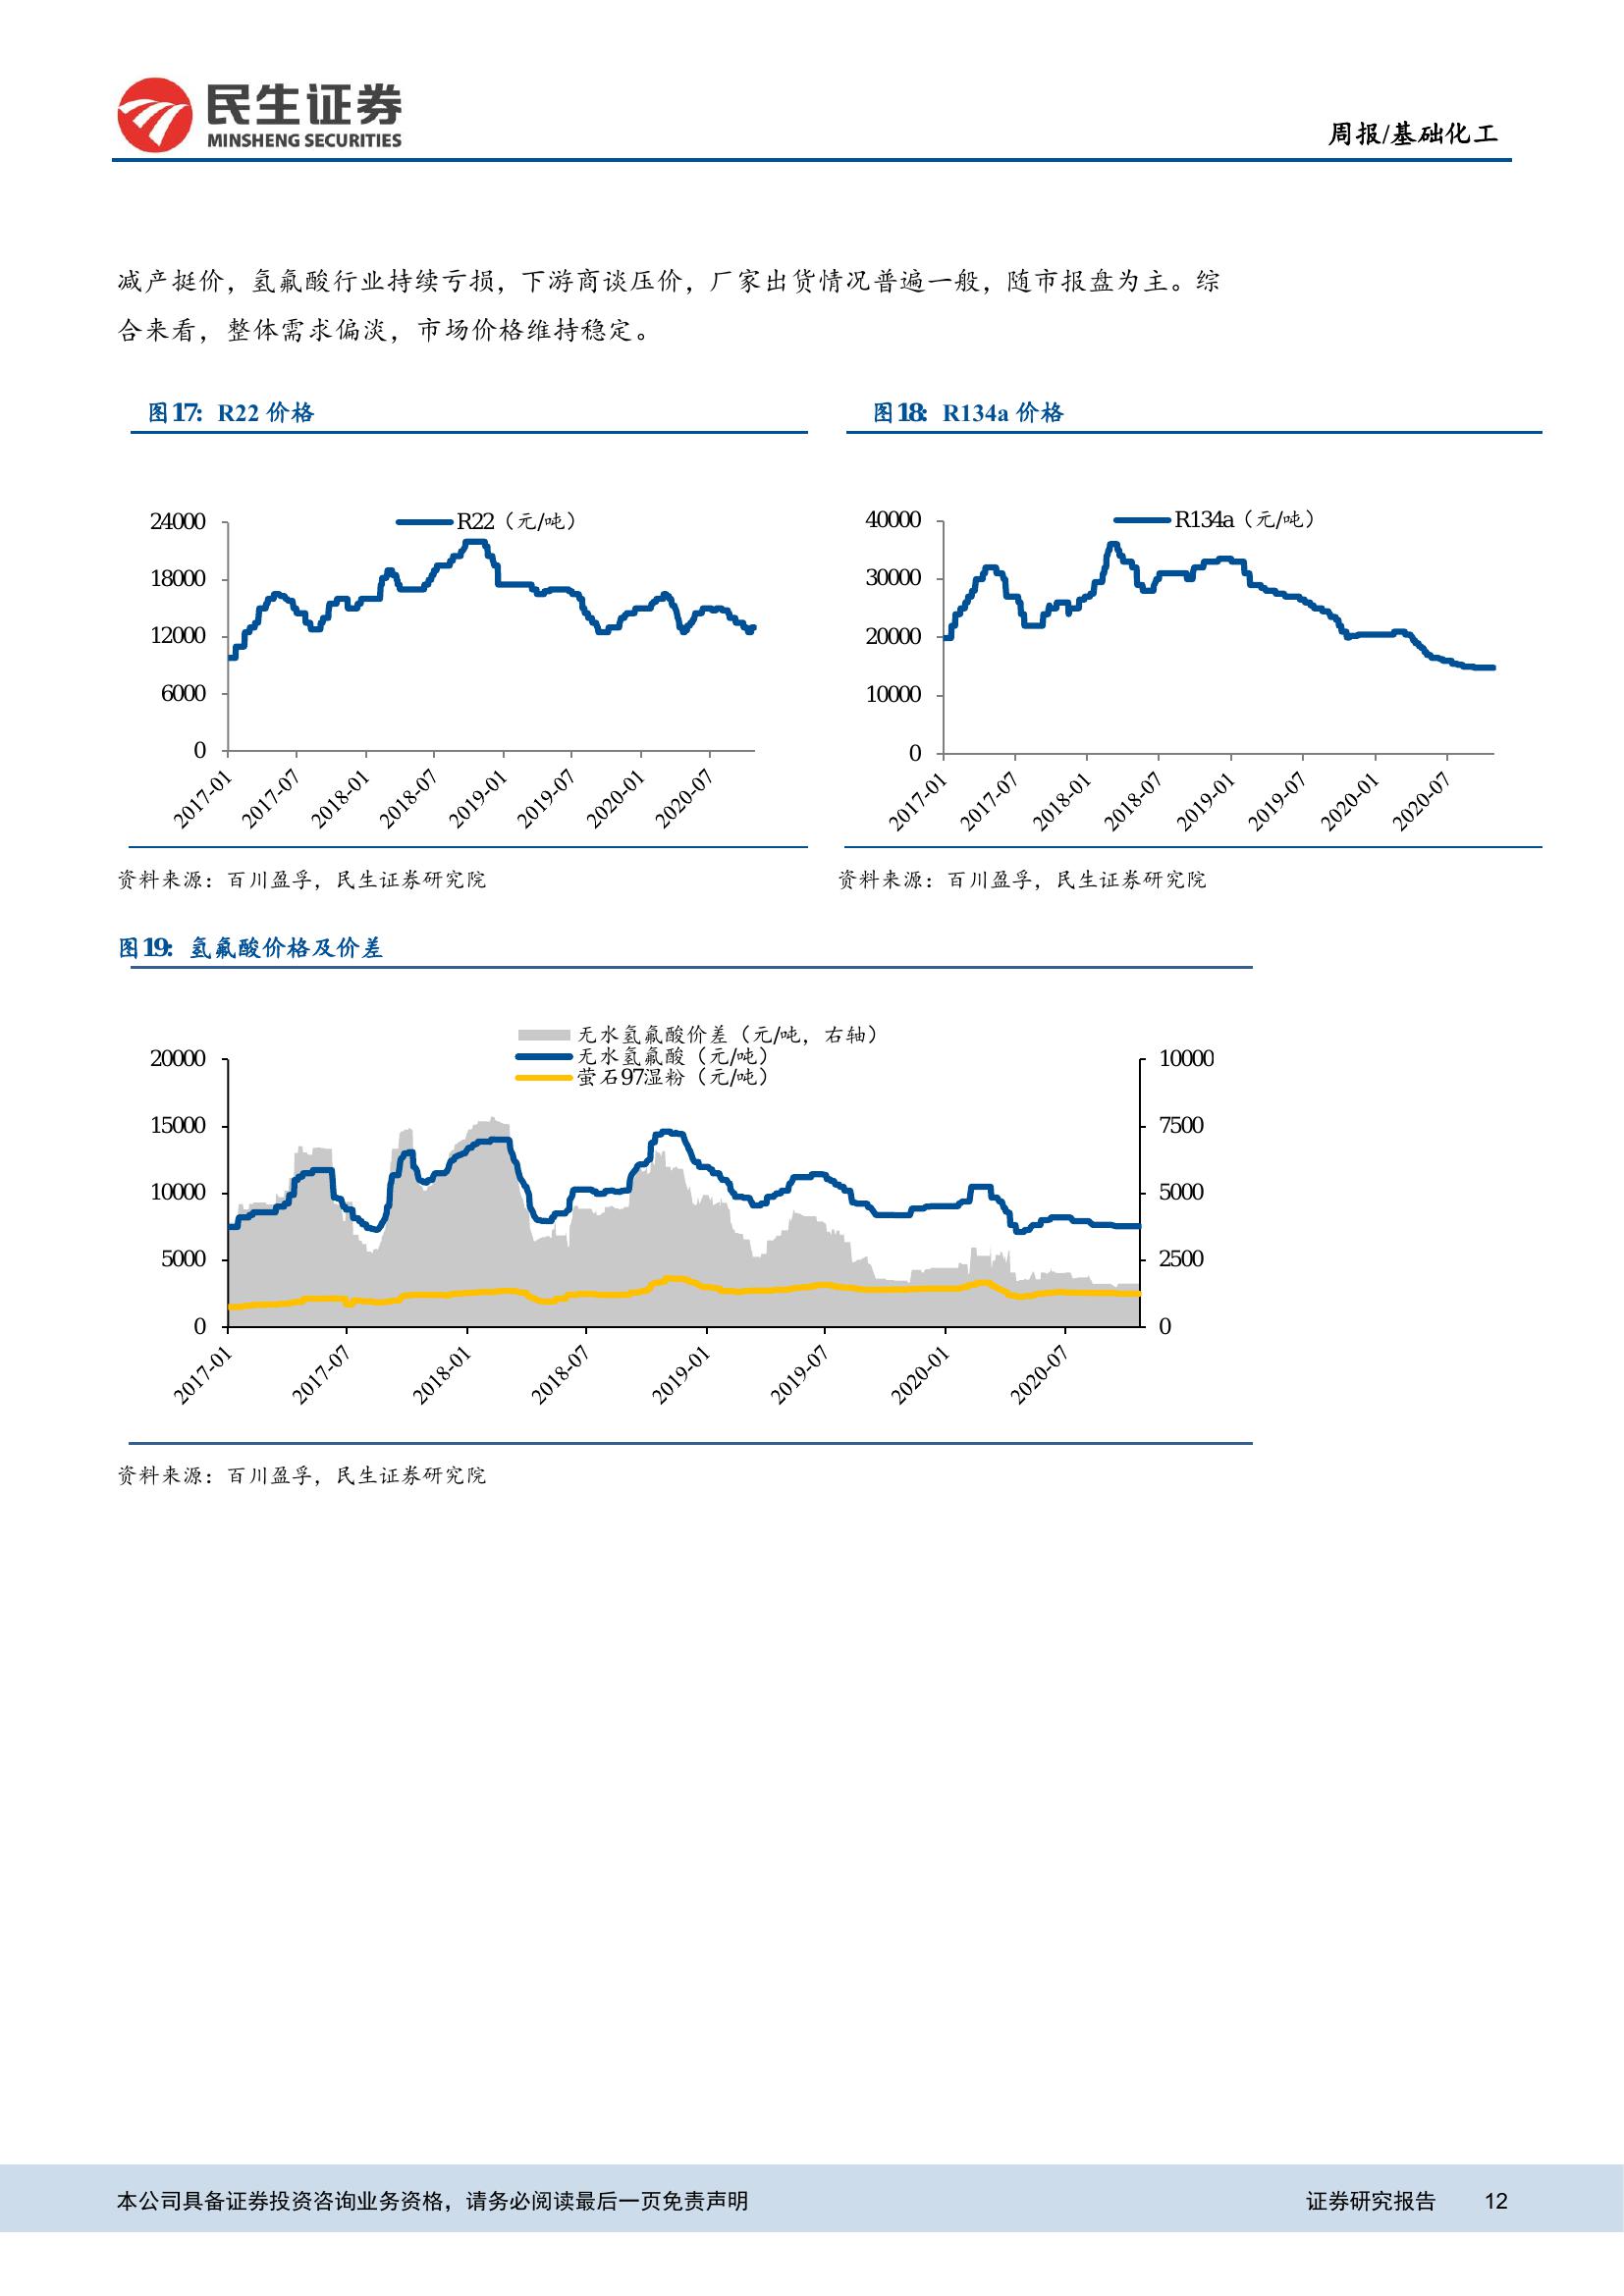 民生证券
MINSHENG SECURITIES
周报/基础化工
减产挺价，氢氟酸行业持续亏损，下游商谈压价，厂家出货情况普遍一般，随市报盘为主。综
合来看，整体需求偏淡，市场价格维持稳定。
图17：R22 价格
R22（元/吨）
24000
18000
12000
6000
0
2017-01
2017-07
2018-01
2018-07
2019-01
2019-07
2020-01
2020-07
资料来源：百川盈孚，民生证券研究院
图18：R134a 价格
R134a（元/吨）
40000
30000
20000
10000
0
2017-01
2017-07
2018-01
2018-07
2019-01
2019-07
2020-01
2020-07
资料来源：百川盈孚，民生证券研究院
图19：氢氟酸价格及价差
无水氢氟酸价差（元/吨，右轴）
无水氢氟酸（元/吨）
萤石97湿粉（元/吨）
20000
15000
10000
5000
0
10000
7500
5000
2500
0
2017-01
2017-07
2018-01
2018-07
2019-01
2019-07
2020-01
2020-07
资料来源：百川盈孚，民生证券研究院
本公司具备证券投资咨询业务资格，请务必阅读最后一页免责声明
证券研究报告
12